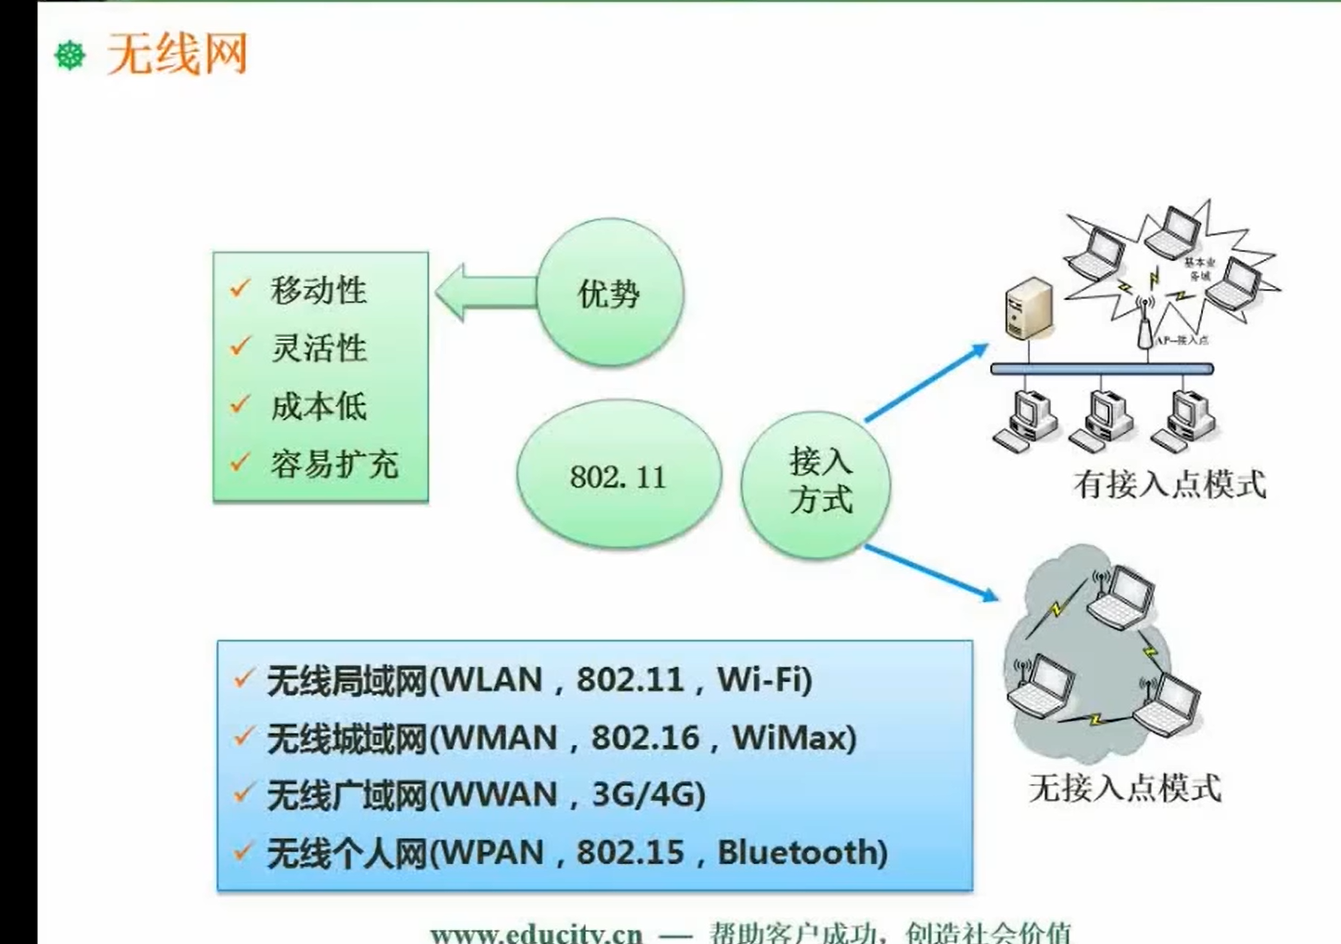 无线网
移动性
灵活性
成本低
容易扩充
优势
802.11
接入
方式
基本业
务域
AP--接入点
有接入点模式
无接入点模式
无线局域网(WLAN，802.11，Wi-Fi)
无线城域网(WMAN，802.16，WiMax)
无线广域网(WWAN，3G/4G)
无线个人网(WPAN，802.15，Bluetooth)
www.educity.cn — 帮助客户成功，创造社会价值